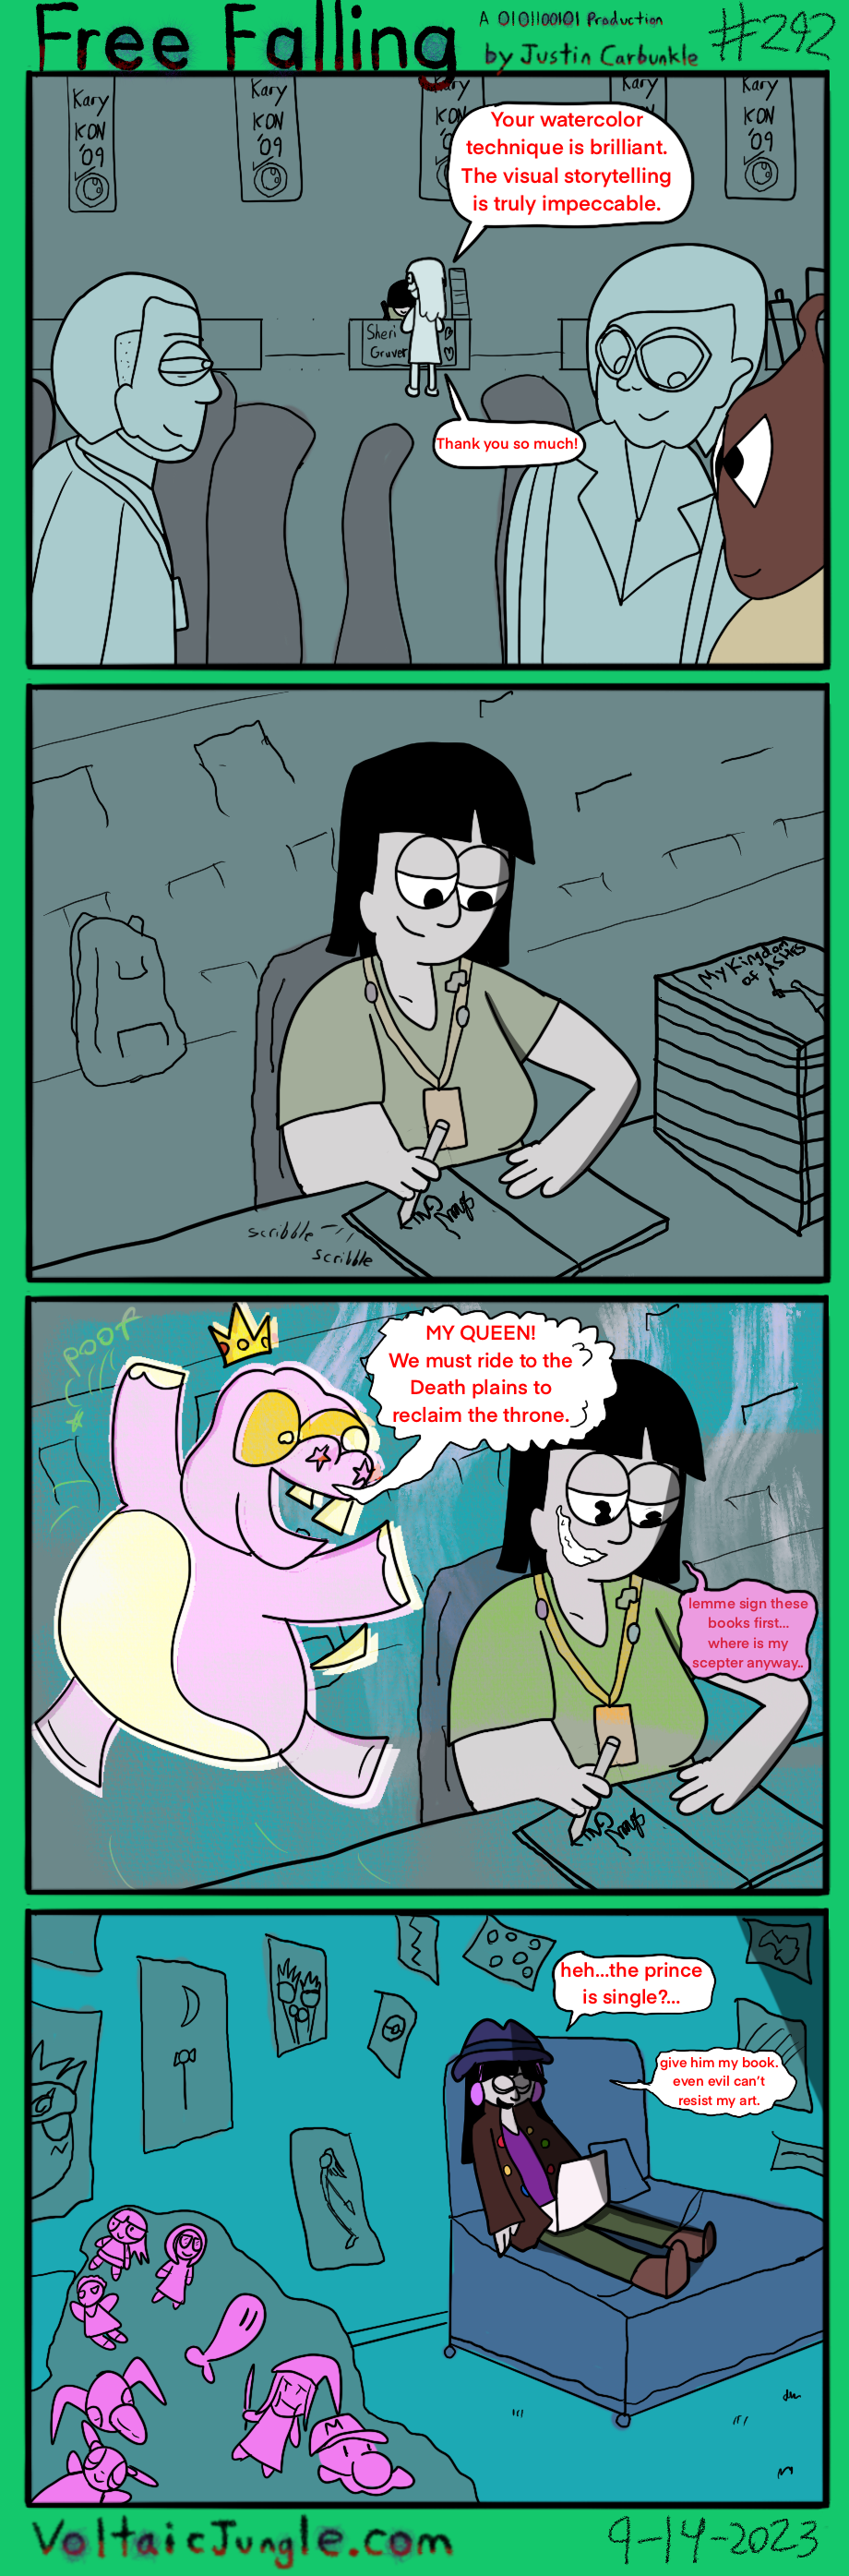 Free Falling
A 0101100101 Production
by Justin Carbunkle
#292
Kary
KON
'09
Kary
KON
'09
Kary
KON
Kary
Kary
KON
'09
Your watercolor
technique is brilliant.
The visual storytelling
is truly impeccable.
Sheri
Gruver
Thank you so much!
My Kingdom
of ASHES
scribble
scribble
poof
MY QUEEN!
We must ride to the
Death plains to
reclaim the throne.
lemme sign these
books first...
where is my
scepter anyway..
heh...the prince
is single?...
give him my book.
even evil can't
resist my art.
M
VoltaicJungle.com
9-14-2023